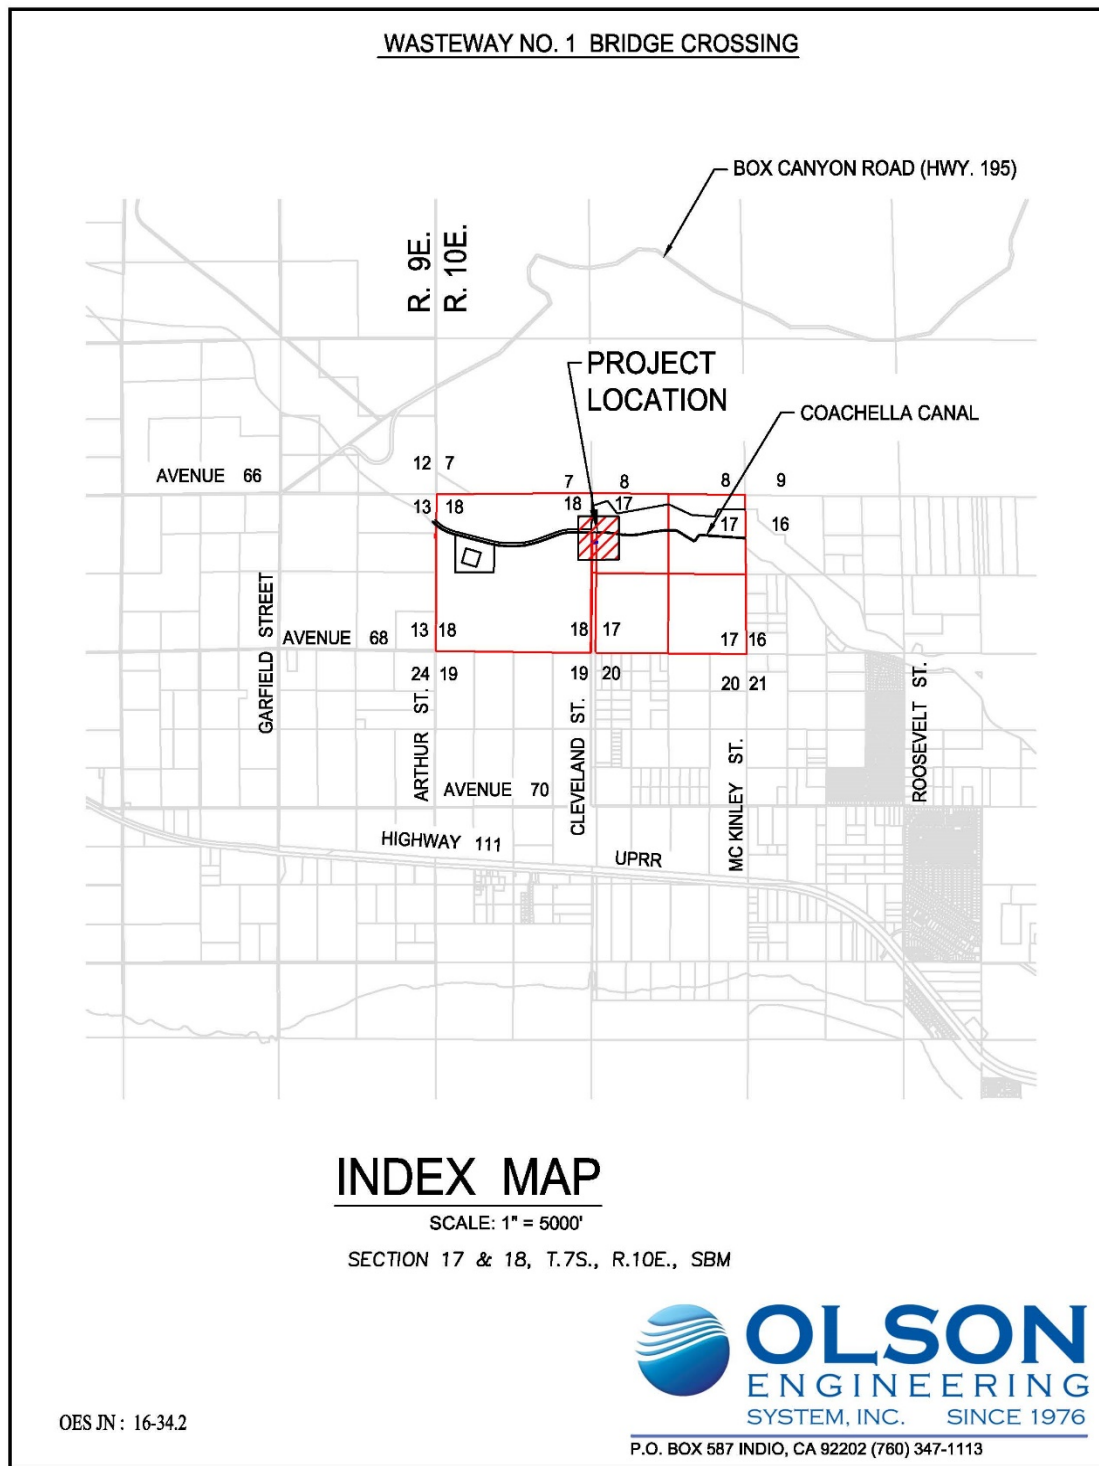 WASTEWAY NO. 1 BRIDGE CROSSING
BOX CANYON ROAD (HWY. 195)
R. 9E.
R. 10E.
PROJECT
LOCATION
COACHELLA CANAL
AVENUE 66
12 7
7 8
8 9
13 18
18 17
17 16
GARFIELD STREET
AVENUE 68
13 18
18 17
17 16
24 19
19 20
20 21
ARTHUR ST.
CLEVELAND ST.
MC KINLEY ST.
ROOSEVELT ST.
AVENUE 70
HIGHWAY 111
UPRR
INDEX MAP
SCALE: 1" = 5000'
SECTION 17 & 18, T.7S., R.10E., SBM
OLSON
ENGINEERING
SYSTEM, INC. SINCE 1976
P.O. BOX 587 INDIO, CA 92202 (760) 347-1113
OES JN : 16-34.2